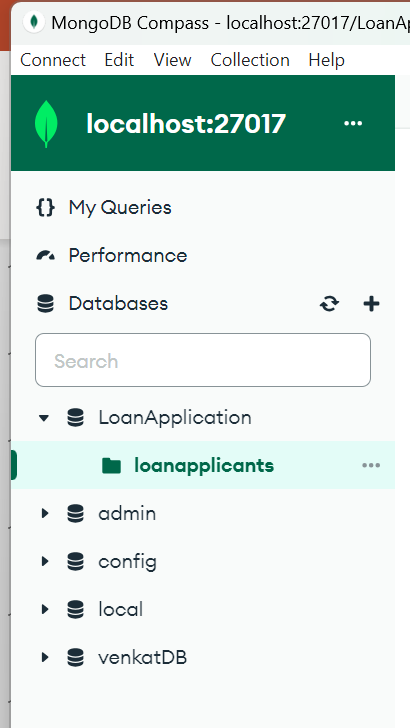 MongoDB Compass - localhost:27017/LoanAp
Connect Edit View Collection Help
localhost:27017
My Queries
Performance
Databases
Search
LoanApplication
loanapplicants
admin
config
local
venkatDB